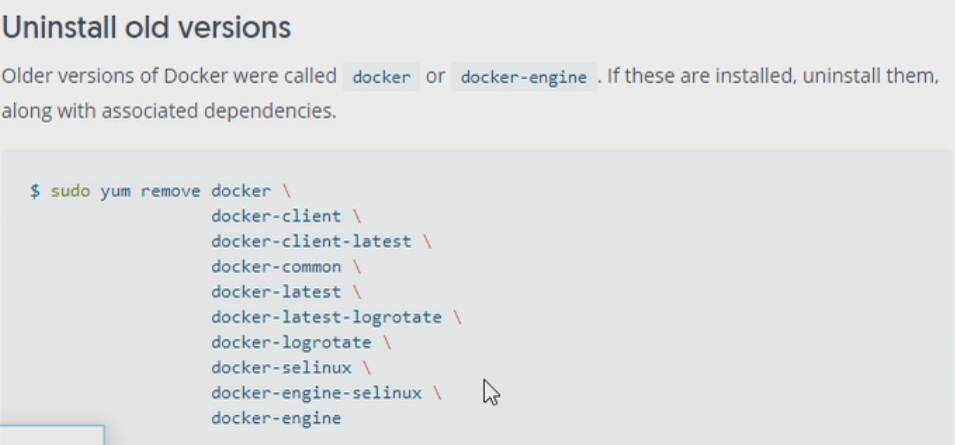 Uninstall old versions
Older versions of Docker were called docker or docker-engine . If these are installed, uninstall them,
along with associated dependencies.
$ sudo yum remove docker \
docker-client \
docker-client-latest \
docker-common \
docker-latest \
docker-latest-logrotate \
docker-logrotate \
docker-selinux \
docker-engine-selinux \
docker-engine